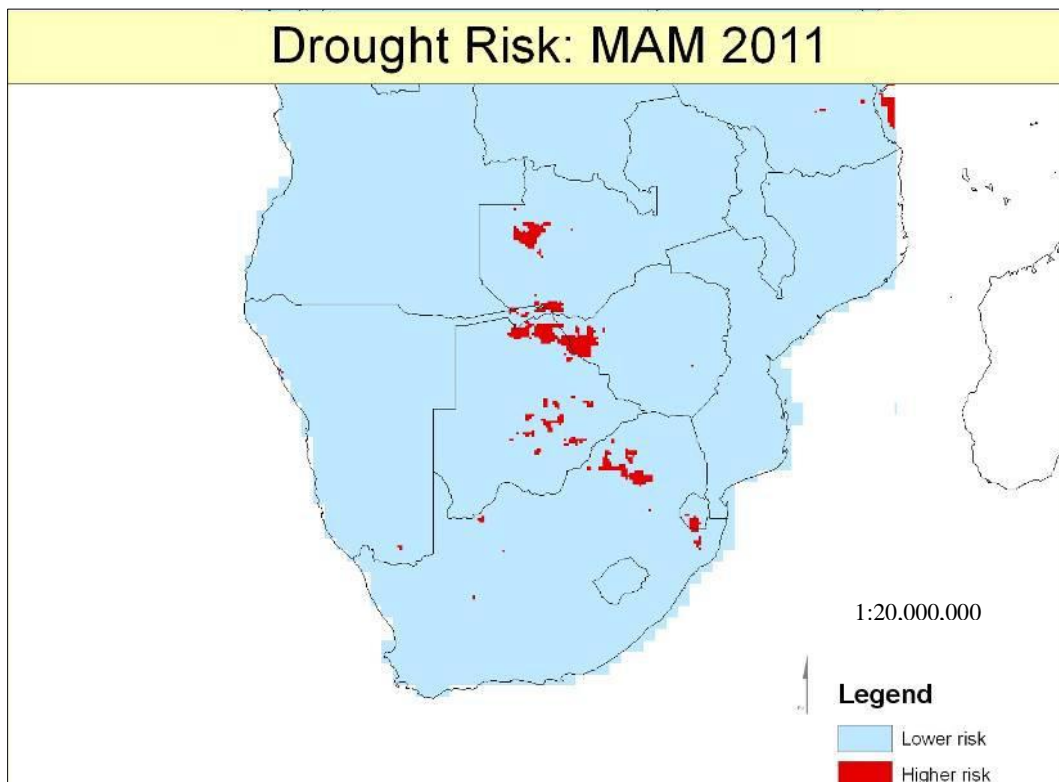 Drought Risk: MAM 2011
1:20.000.000
Legend
Lower risk
Higher risk